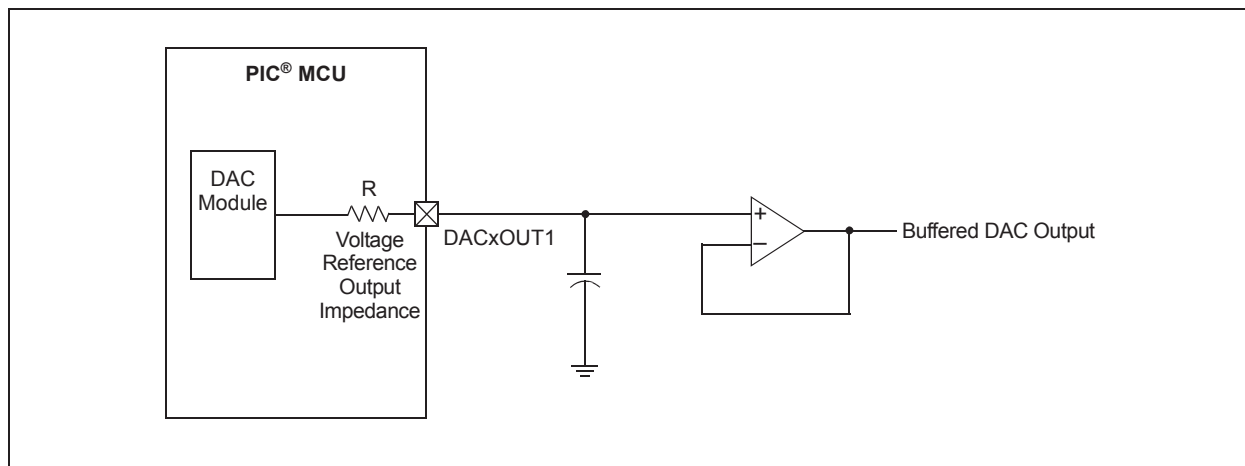 PIC® MCU
DAC
Module
R
Voltage
Reference
Output
Impedance
DACxOUT1
+
–
Buffered DAC Output